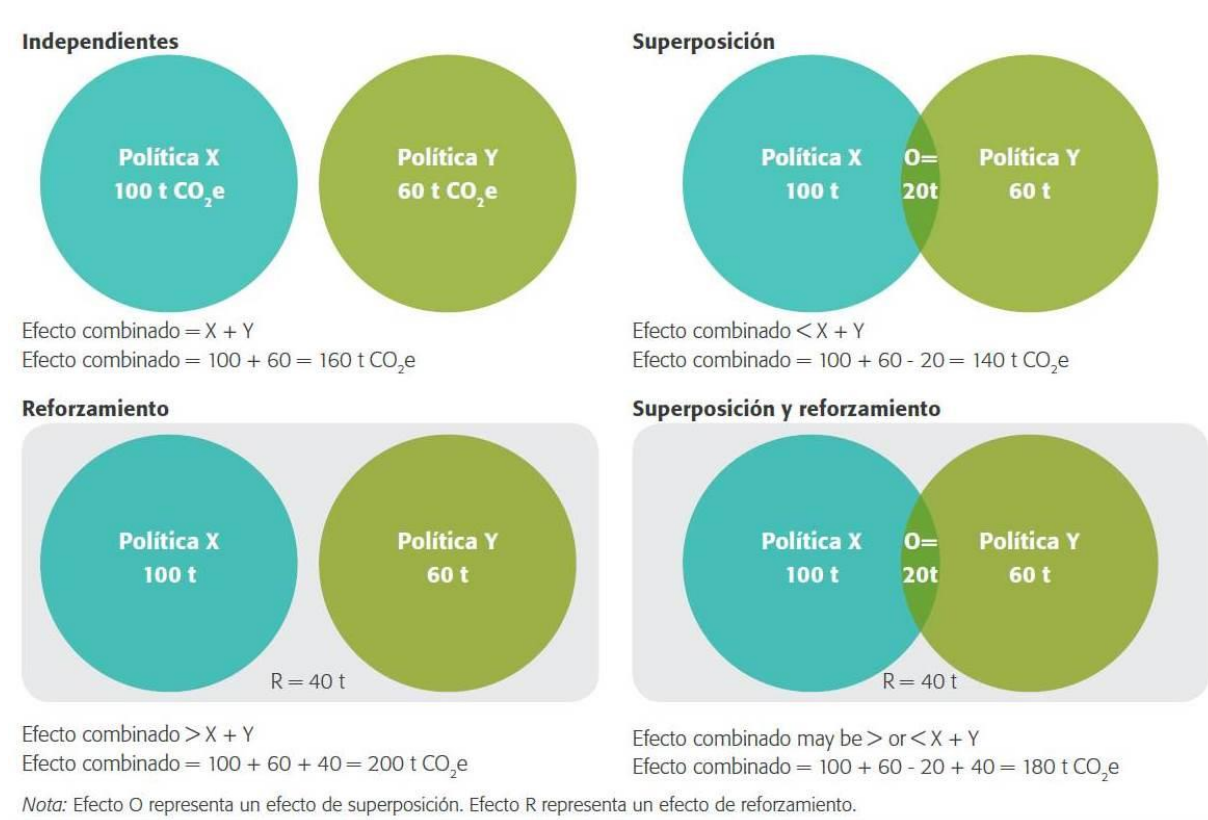 Independientes
Política X
100 t CO₂e
Política Y
60 t CO₂e
Efecto combinado = X + Y
Efecto combinado = 100 + 60 = 160 t CO₂e
Superposición
Política X
100 t
O=
20t
Política Y
60 t
Efecto combinado < X + Y
Efecto combinado = 100 + 60 - 20 = 140 t CO₂e
Reforzamiento
Política X
100 t
Política Y
60 t
R = 40 t
Efecto combinado > X + Y
Efecto combinado = 100 + 60 + 40 = 200 t CO₂e
Superposición y reforzamiento
Política X
100 t
O=
20t
Política Y
60 t
R = 40 t
Efecto combinado may be > or < X + Y
Efecto combinado = 100 + 60 - 20 + 40 = 180 t CO₂e
Nota: Efecto O representa un efecto de superposición. Efecto R representa un efecto de reforzamiento.